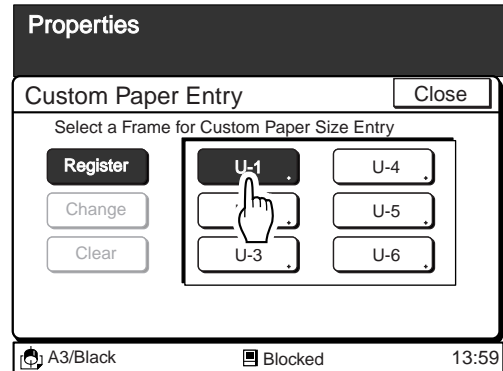 Properties
Custom Paper Entry
Close
Select a Frame for Custom Paper Size Entry
Register
U-1
U-4
Change
U-5
Clear
U-3
U-6
A3/Black
Blocked
13:59